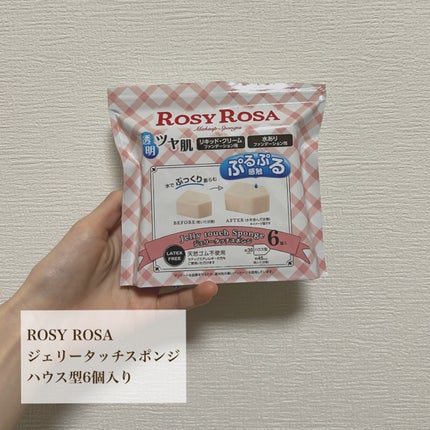 ROSY ROSA
Makeup Sponges
透明
ツヤ肌
リキッド・クリーム
ファンデーション用
水あり
ファンデーション用
ぷるぷる
感触
水でぷっくり膨らむ
BEFORE
AFTER
Jelly touch Sponge
ジェリータッチスポンジ
6
LATEX
FREE
天然ゴム不使用
ROSY ROSA
ジェリータッチスポンジ
ハウス型6個入り